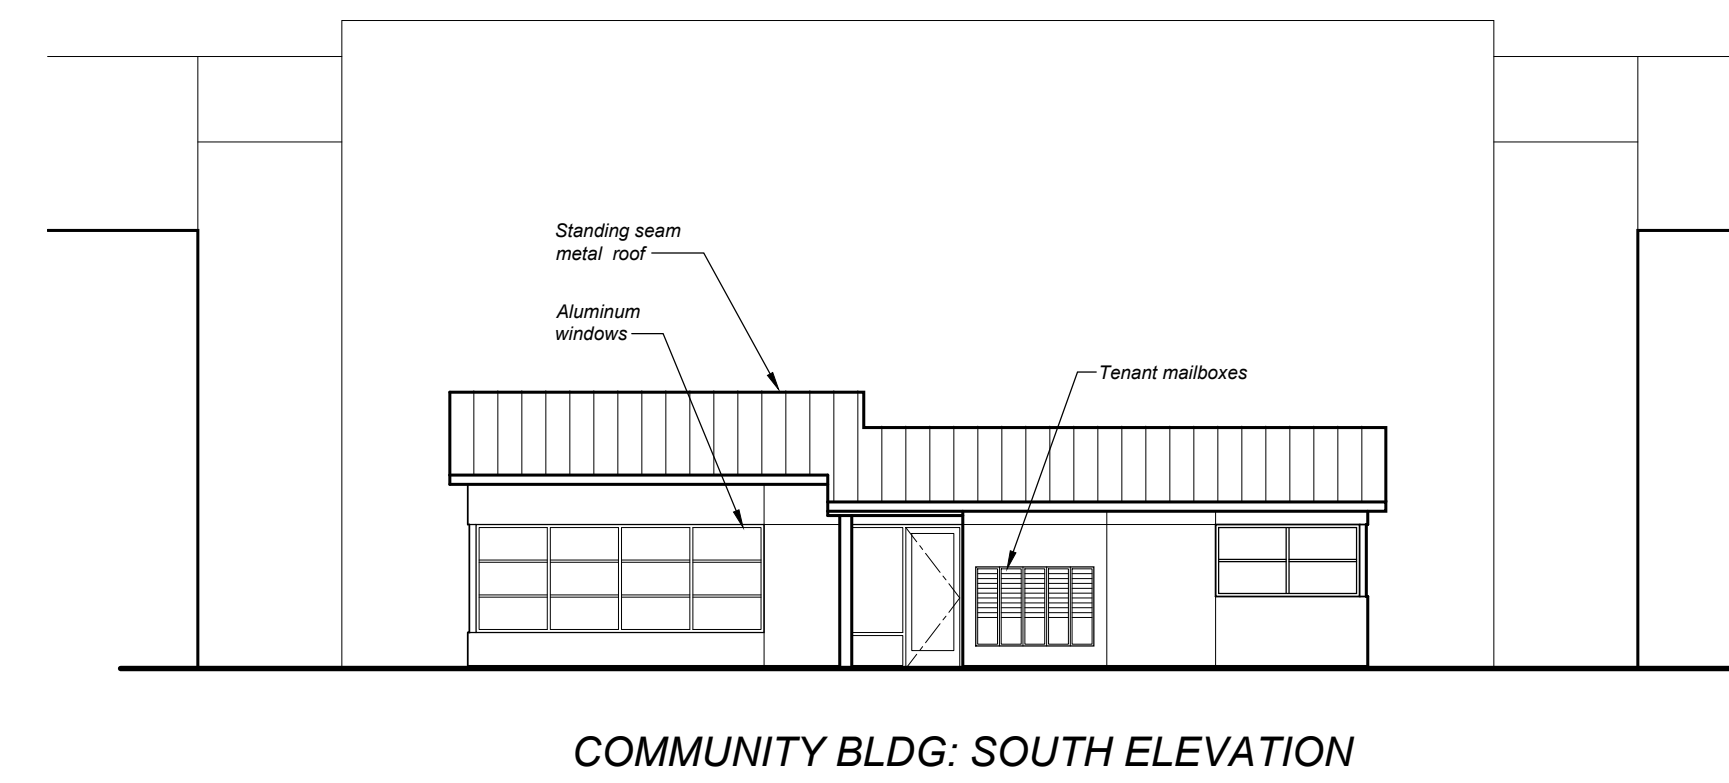 Standing seam
metal roof
Aluminum
windows
Tenant mailboxes
COMMUNITY BLDG: SOUTH ELEVATION